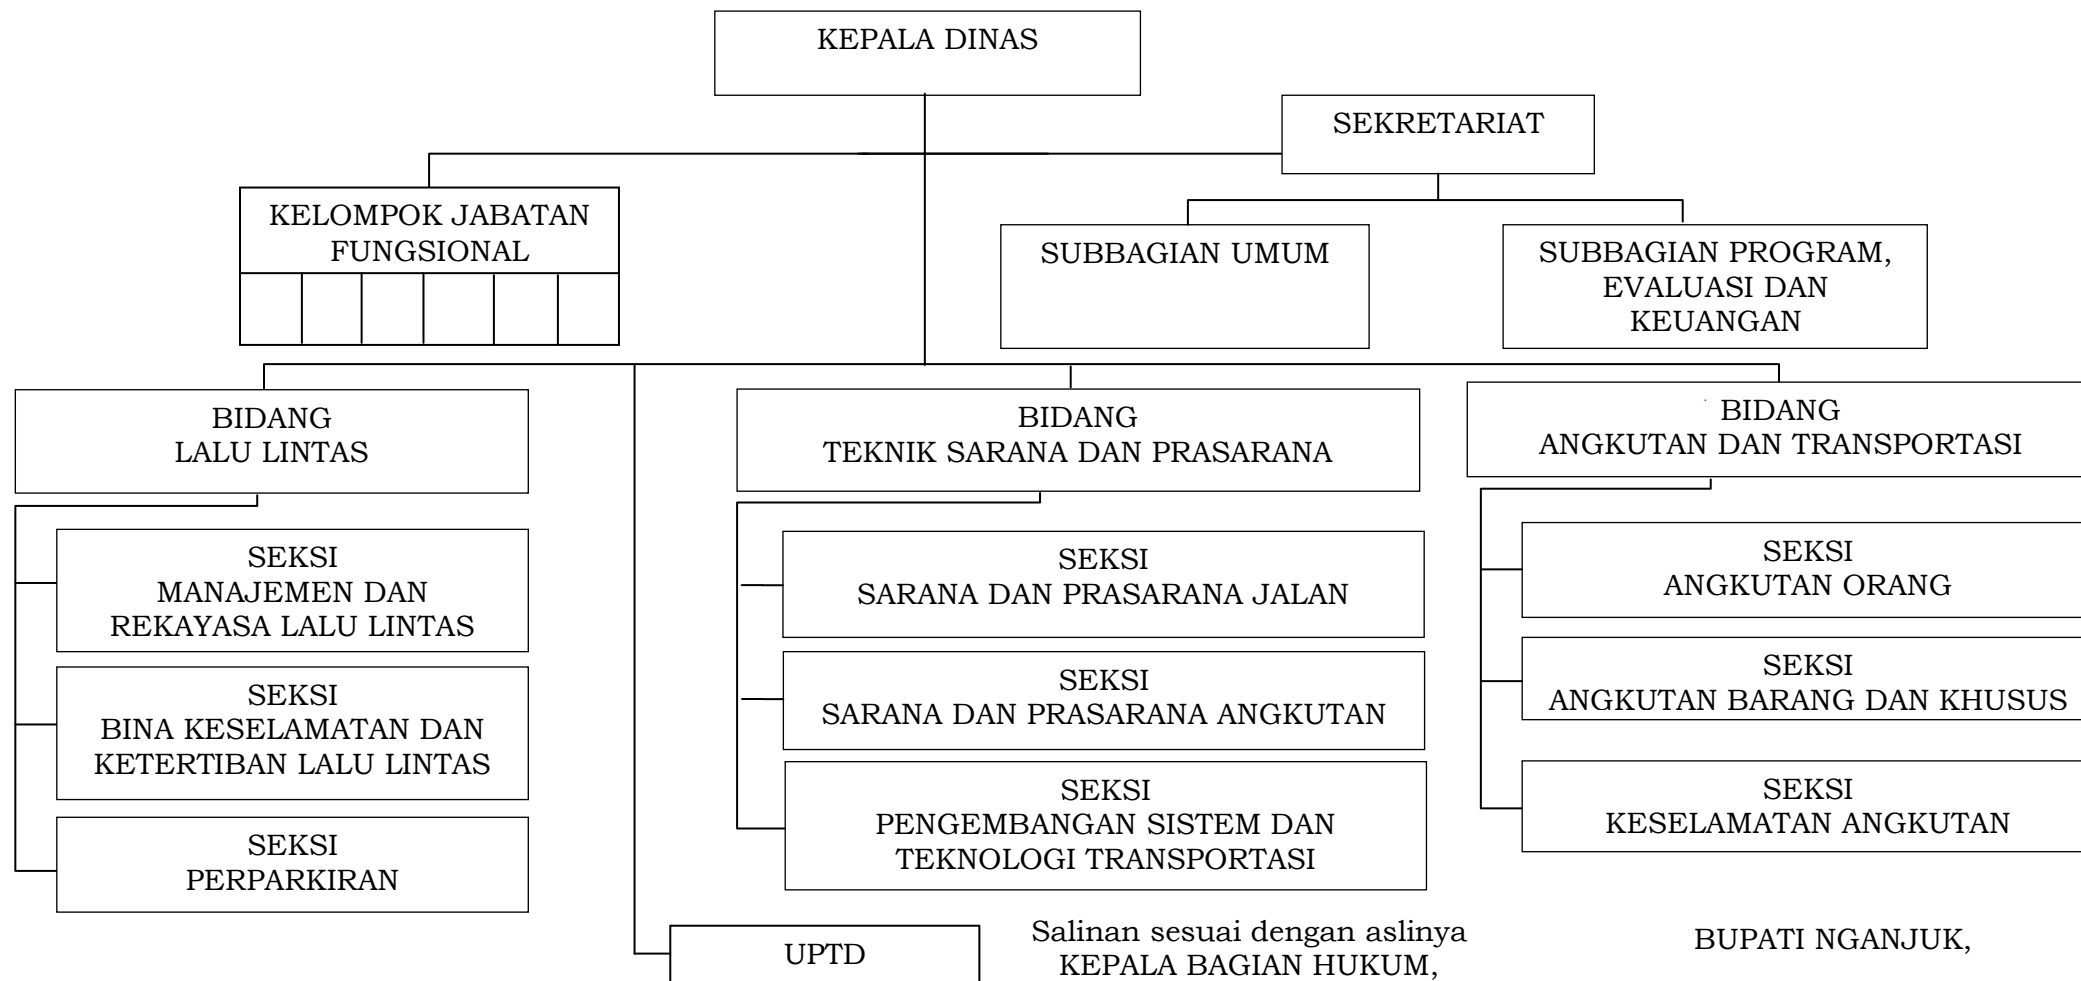 KEPALA DINAS
SEKRETARIAT
KELOMPOK JABATAN
FUNGSIONAL
SUBBAGIAN UMUM
SUBBAGIAN PROGRAM,
EVALUASI DAN
KEUANGAN
BIDANG
LALU LINTAS
SEKSI
MANAJEMEN DAN
REKAYASA LALU LINTAS
SEKSI
BINA KESELAMATAN DAN
KETERTIBAN LALU LINTAS
SEKSI
PERPARKIRAN
BIDANG
TEKNIK SARANA DAN PRASARANA
SEKSI
SARANA DAN PRASARANA JALAN
SEKSI
SARANA DAN PRASARANA ANGKUTAN
SEKSI
PENGEMBANGAN SISTEM DAN
TEKNOLOGI TRANSPORTASI
BIDANG
ANGKUTAN DAN TRANSPORTASI
SEKSI
ANGKUTAN ORANG
SEKSI
ANGKUTAN BARANG DAN KHUSUS
SEKSI
KESELAMATAN ANGKUTAN
UPTD
Salinan sesuai dengan aslinya
KEPALA BAGIAN HUKUM,
BUPATI NGANJUK,